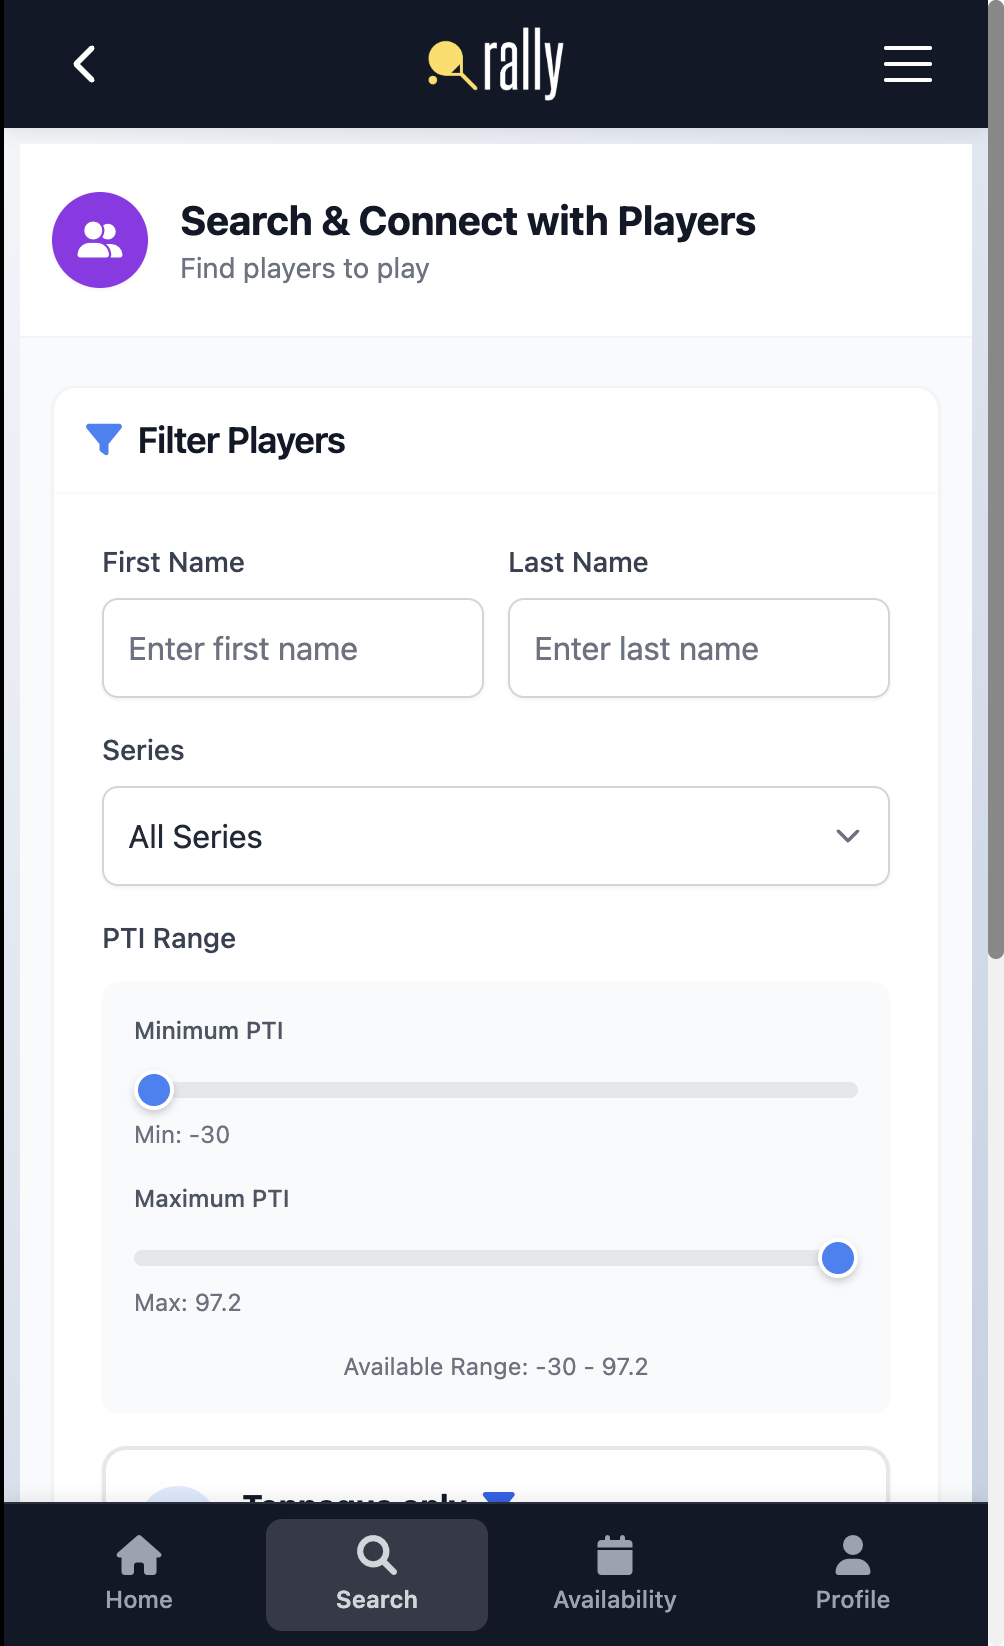 rally
Search & Connect with Players
Find players to play
Filter Players
First Name
Last Name
Enter first name
Enter last name
Series
All Series
PTI Range
Minimum PTI
Min: -30
Maximum PTI
Max: 97.2
Available Range: -30 - 97.2
only
Home
Search
Availability
Profile